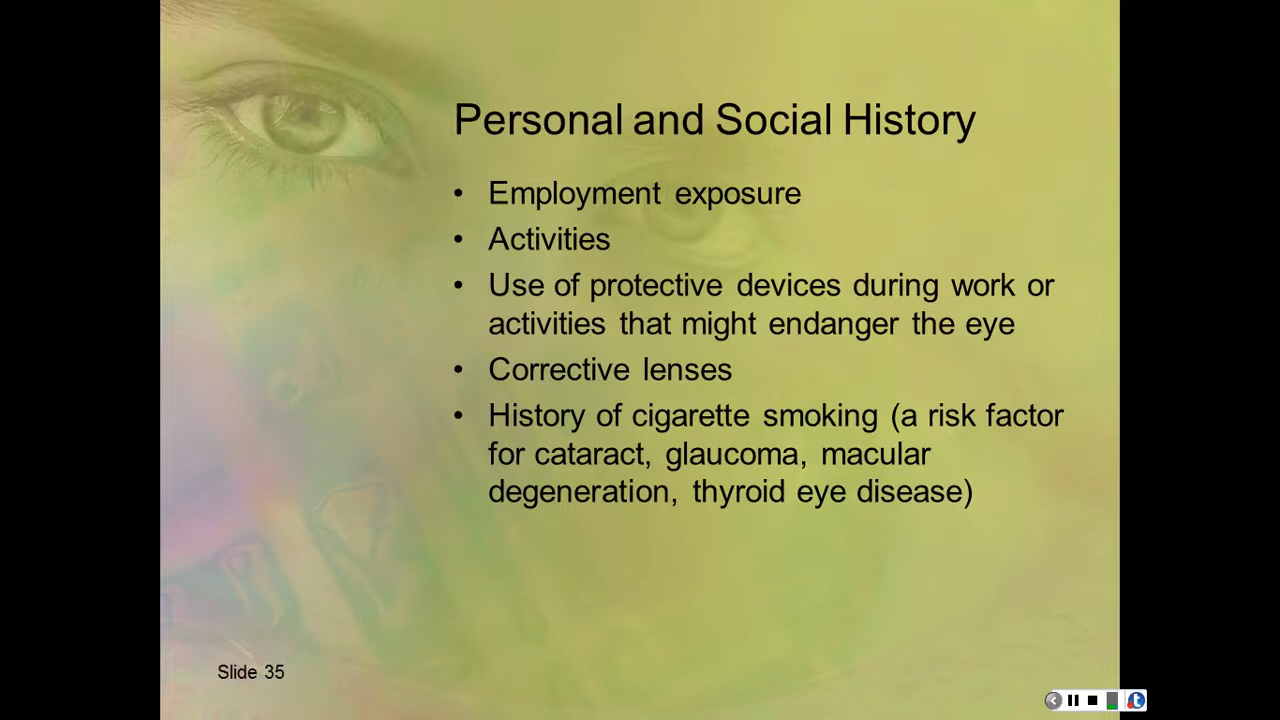 Personal and Social History
• Employment exposure
• Activities
• Use of protective devices during work or
activities that might endanger the eye
• Corrective lenses
• History of cigarette smoking (a risk factor
for cataract, glaucoma, macular
degeneration, thyroid eye disease)
Slide 35
t